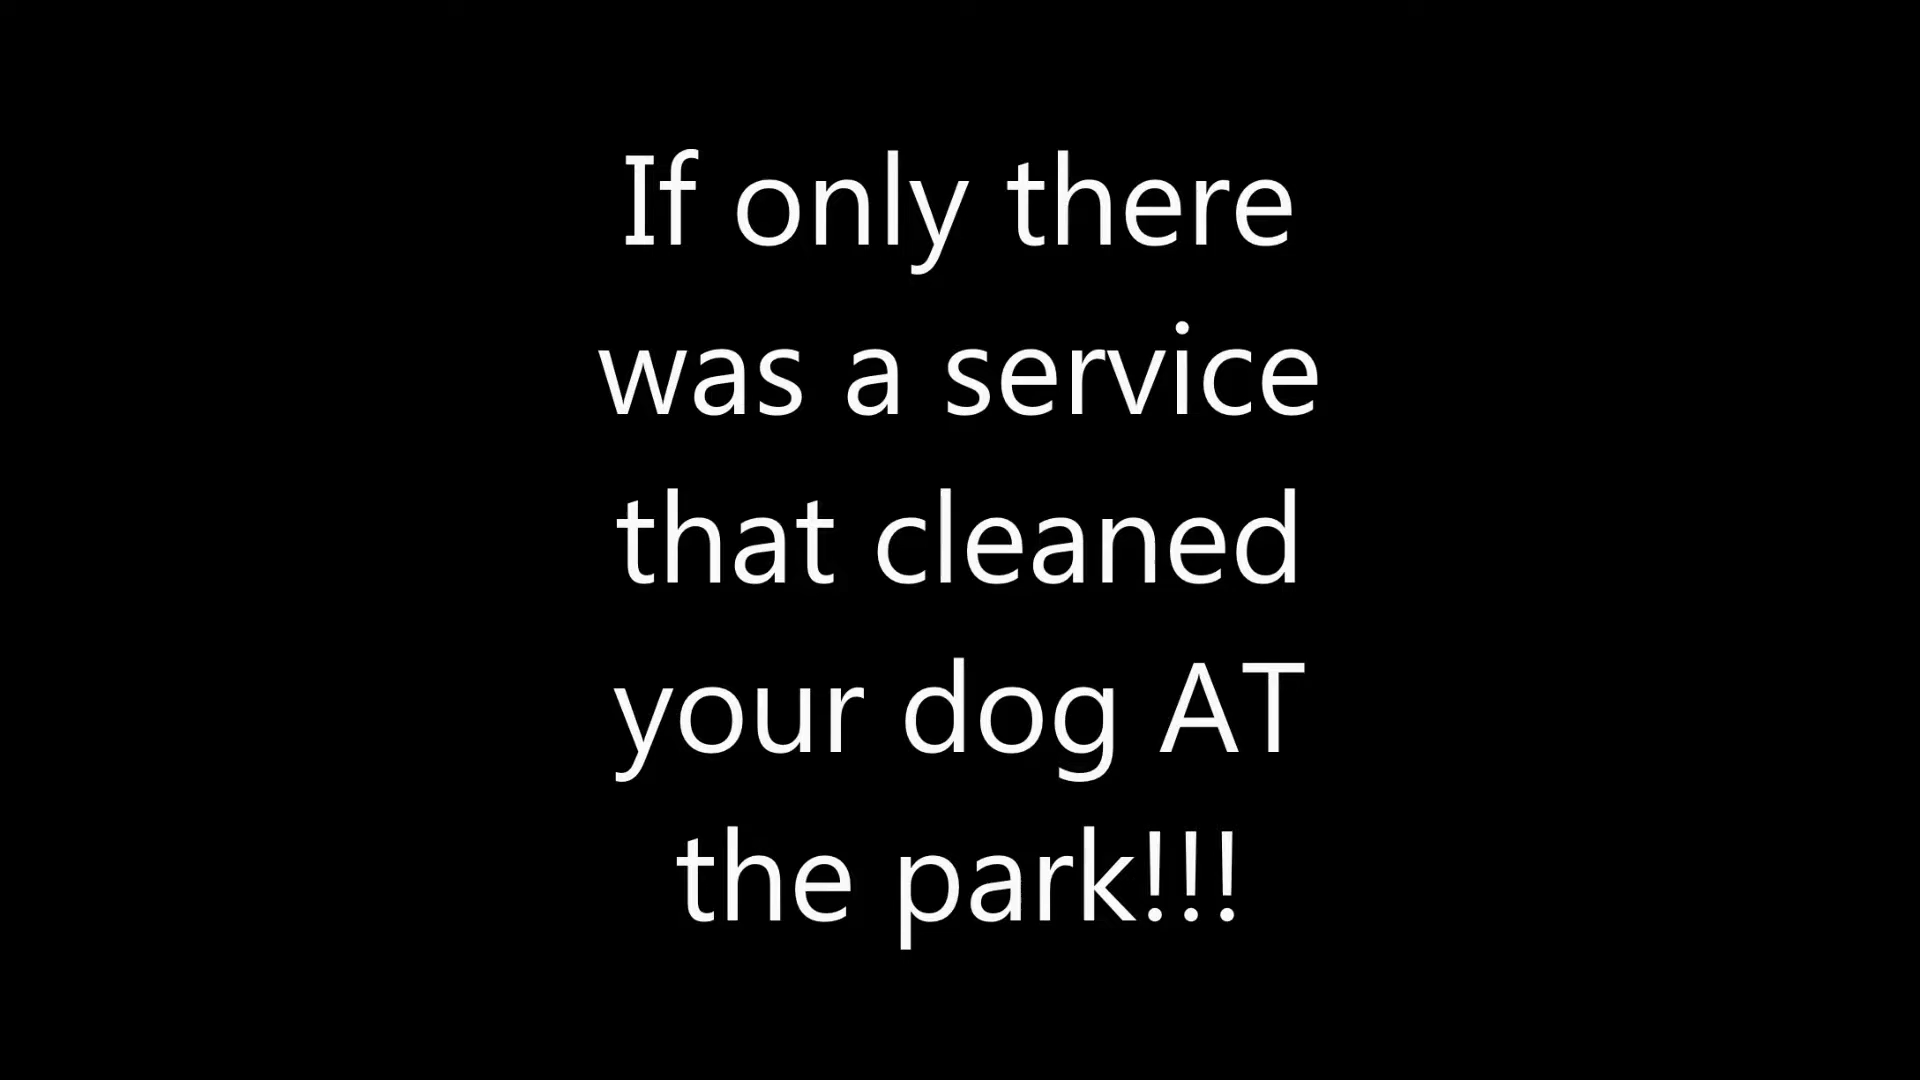 If only there
was a service
that cleaned
your dog AT
the park!!!